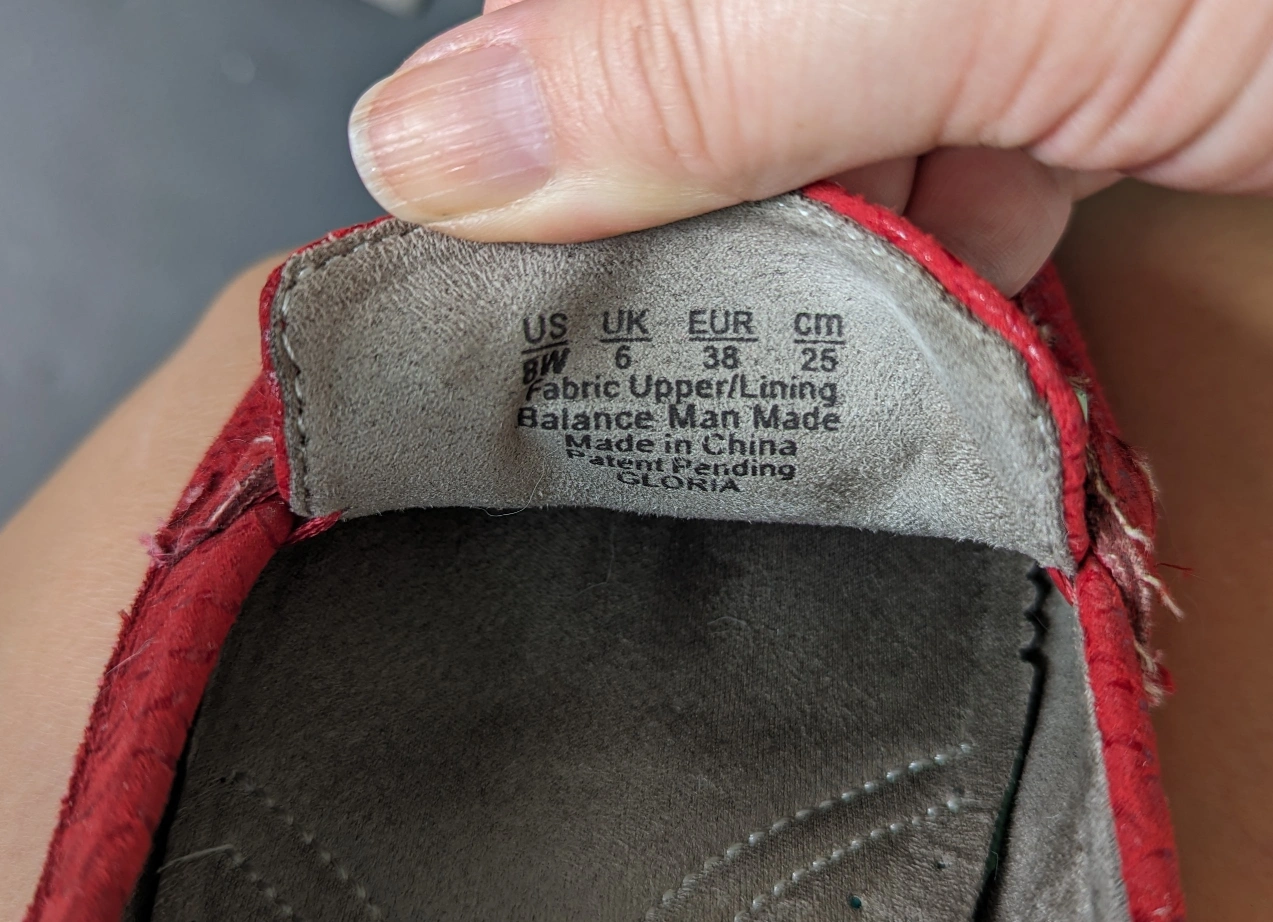 US UK EUR cm
8W 6 38 25
Fabric Upper/Lining
Balance Man Made
Made in China
Patent Pending
GLORIA